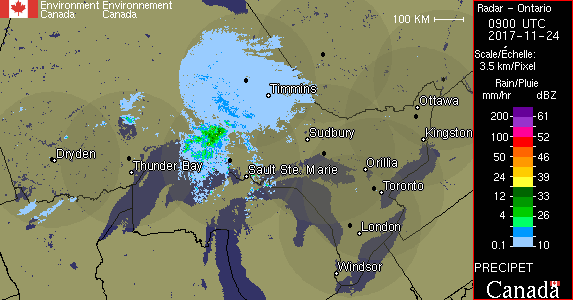 Environment Environnement
Canada Canada
100 KM
Timmins
Ottawa
Sudbury
Kingston
Dryden
Thunder Bay
Sault Ste. Marie
Orillia
Toronto
London
Windsor
Radar - Ontario
0900 UTC
2017-11-24
Scale/Échelle:
3.5 km/Pixel
Rain/Pluie
mm/hr dBZ
200 61
100 52
50 46
24 39
12 33
4 26
0.1 10
PRECIPET
Canada